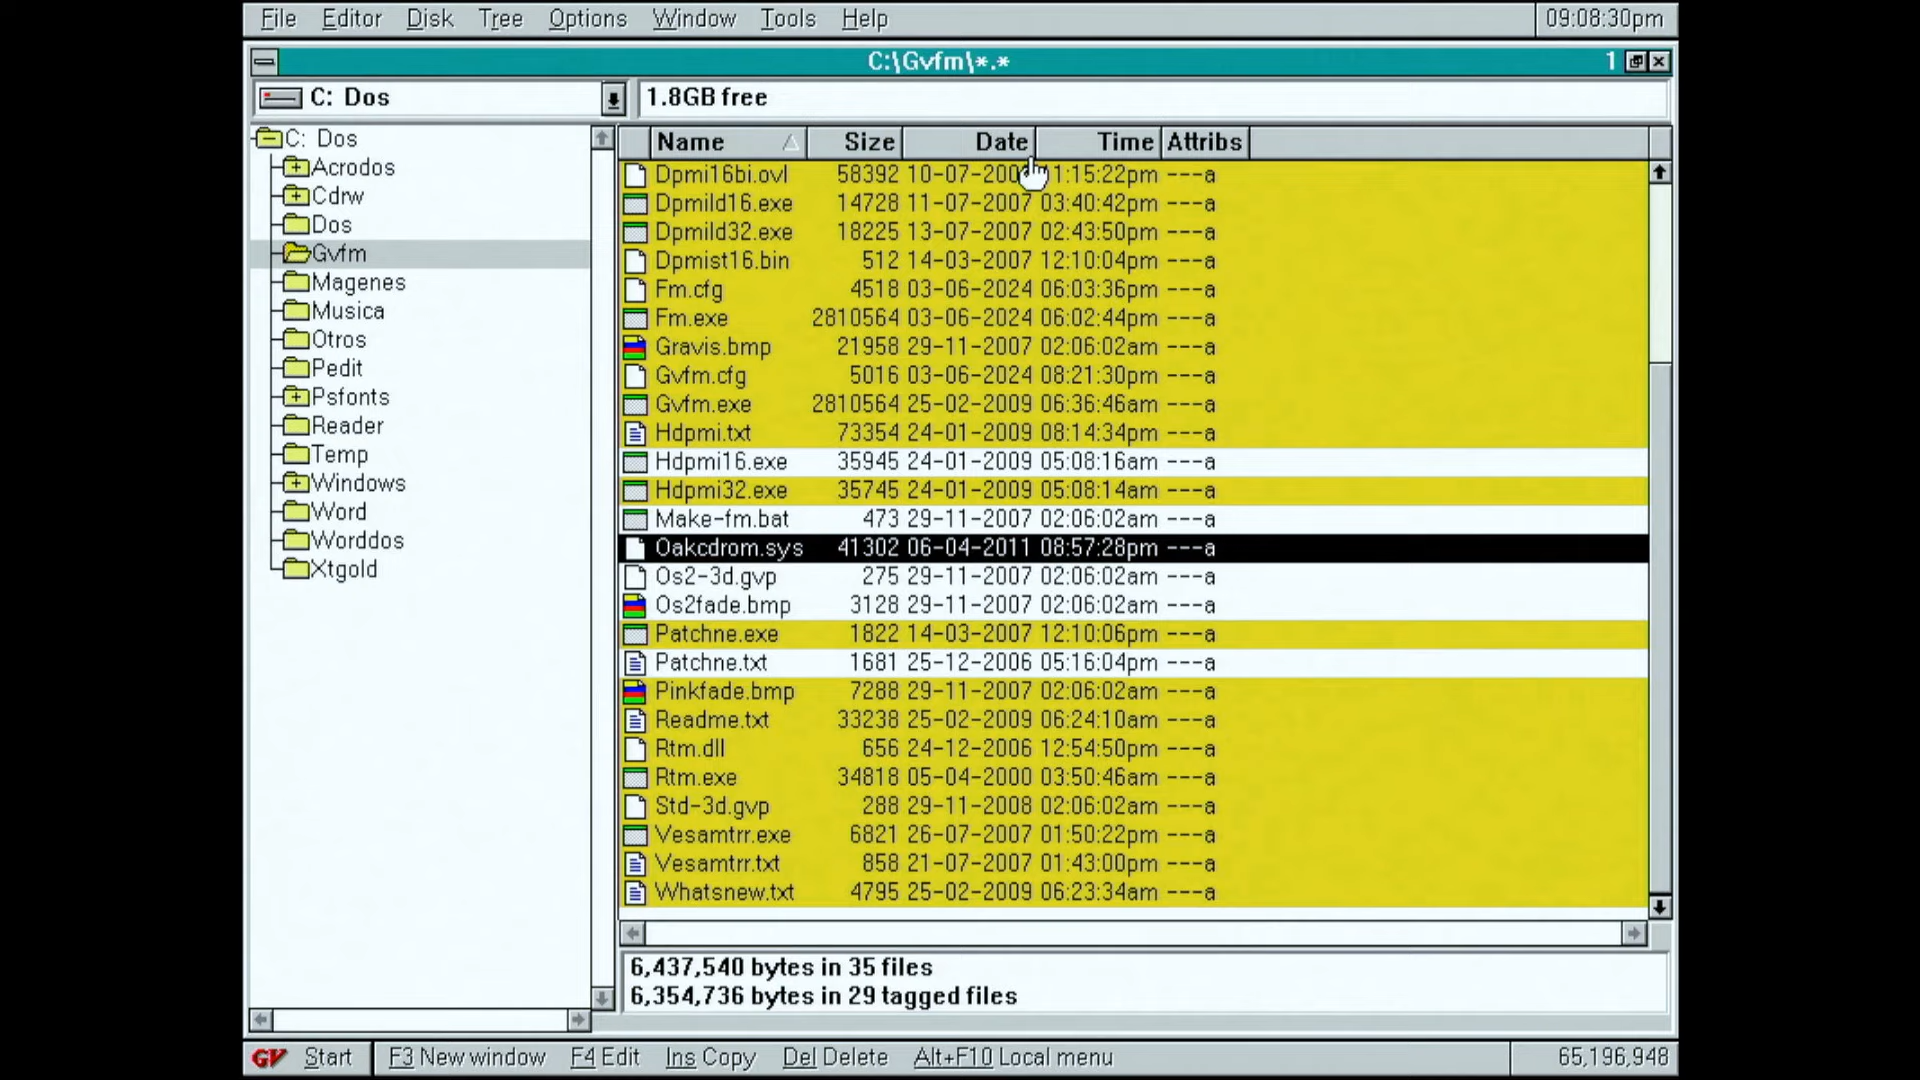 File Editor Disk Tree Options Window Tools Help 09:08:30pm
C:\Gvfm\*.* 1
C: Dos 1.8GB free
Name Size Date Time Attribs
C: Dos
Acrodos
Cdrw
Dos
Gvfm
Magenes
Musica
Otros
Pedit
Psfonts
Reader
Temp
Windows
Word
Worddos
Xtgold
Dpmi16bi.ovl 58392 1:15:22pm ---a
Dpmild16.exe 14728 11-07-2007 03:40:42pm ---a
Dpmild32.exe 18225 13-07-2007 02:43:50pm ---a
Dpmist16.bin 512 14-03-2007 12:10:04pm ---a
Fm.cfg 4518 03-06-2024 06:03:36pm ---a
Fm.exe 2810564 03-06-2024 06:02:44pm ---a
Gravis.bmp 21958 29-11-2007 02:06:02am ---a
Gvfm.cfg 5016 03-06-2024 08:21:30pm ---a
Gvfm.exe 2810564 25-02-2009 06:36:46am ---a
Hdpmi.txt 73354 24-01-2009 08:14:34pm ---a
Hdpmi16.exe 35945 24-01-2009 05:08:16am ---a
Hdpmi32.exe 35745 24-01-2009 05:08:14am ---a
Make-fm.bat 473 29-11-2007 02:06:02am ---a
Oakcdrom.sys 41302 06-04-2011 08:57:28pm ---a
Os2-3d.gvp 275 29-11-2007 02:06:02am ---a
Os2fade.bmp 3128 29-11-2007 02:06:02am ---a
Patchne.exe 1822 14-03-2007 12:10:06pm ---a
Patchne.txt 1681 25-12-2006 05:16:04pm ---a
Pinkfade.bmp 7288 29-11-2007 02:06:02am ---a
Readme.txt 33238 25-02-2009 06:24:10am ---a
Rtm.dll 656 24-12-2006 12:54:50pm ---a
Rtm.exe 34818 05-04-2000 03:50:46am ---a
Std-3d.gvp 288 29-11-2008 02:06:02am ---a
Vesamtrr.exe 6821 26-07-2007 01:50:22pm ---a
Vesamtrr.txt 858 21-07-2007 01:43:00pm ---a
Whatsnew.txt 4795 25-02-2009 06:23:34am ---a
6,437,540 bytes in 35 files
6,354,736 bytes in 29 tagged files
GV Start F3 New window F4 Edit Ins Copy Del Delete Alt+F10 Local menu 65,196,948